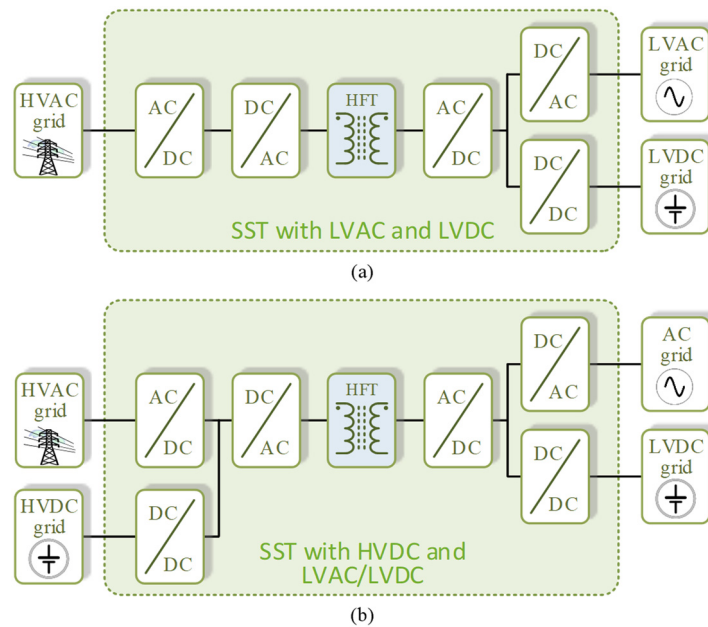 HVAC
grid
AC
DC
DC
AC
HFT
AC
DC
DC
AC
DC
DC
LVAC
grid
LVDC
grid
SST with LVAC and LVDC
(a)
HVAC
grid
HVDC
grid
AC
DC
DC
DC
DC
AC
HFT
AC
DC
DC
AC
DC
DC
AC
grid
LVDC
grid
SST with HVDC and
LVAC/LVDC
(b)